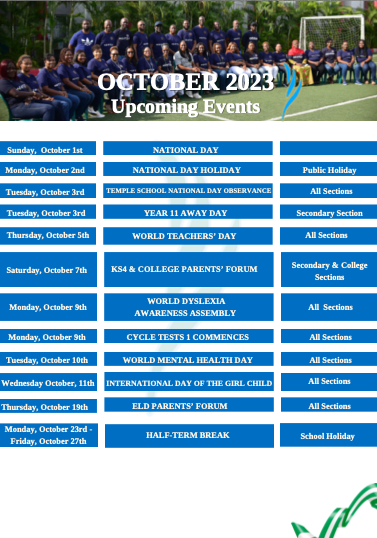 OCTOBER 2023
Upcoming Events
Sunday, October 1st NATIONAL DAY
Monday, October 2nd NATIONAL DAY HOLIDAY Public Holiday
Tuesday, October 3rd TEMPLE SCHOOL NATIONAL DAY OBSERVANCE All Sections
Tuesday, October 3rd YEAR 11 AWAY DAY Secondary Section
Thursday, October 5th WORLD TEACHERS' DAY All Sections
Saturday, October 7th KS4 & COLLEGE PARENTS' FORUM Secondary & College
Sections
Monday, October 9th WORLD DYSLEXIA
AWARENESS ASSEMBLY All Sections
Monday, October 9th CYCLE TESTS 1 COMMENCES All Sections
Tuesday, October 10th WORLD MENTAL HEALTH DAY All Sections
Wednesday October, 11th INTERNATIONAL DAY OF THE GIRL CHILD All Sections
Thursday, October 19th ELD PARENTS' FORUM All Sections
Monday, October 23rd -
Friday, October 27th HALF-TERM BREAK School Holiday